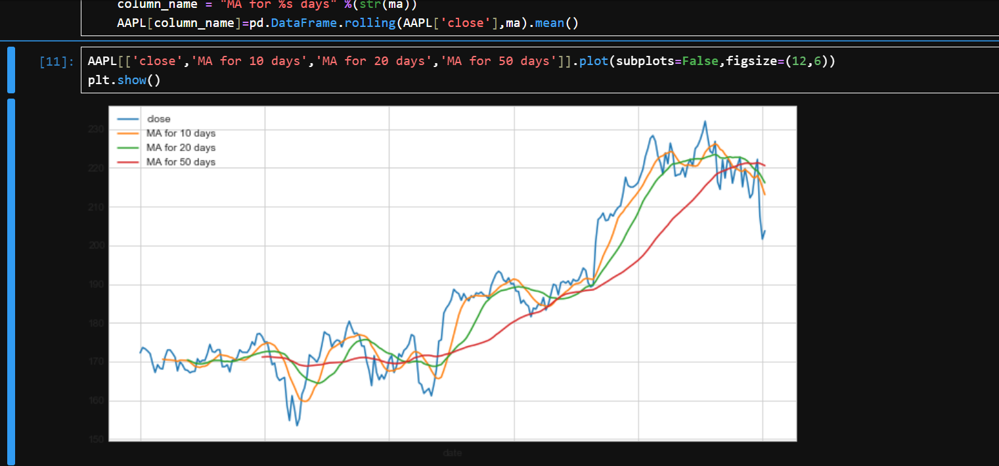 column_name = "MA for %s days" %(str(ma))
AAPL[column_name]=pd.DataFrame.rolling(AAPL['close'],ma).mean()
[11]:
AAPL[['close','MA for 10 days','MA for 20 days','MA for 50 days']].plot(subplots=False,figsize=(12,6))
plt.show()
close
MA for 10 days
MA for 20 days
MA for 50 days
230
220
210
200
190
180
170
160
150
date